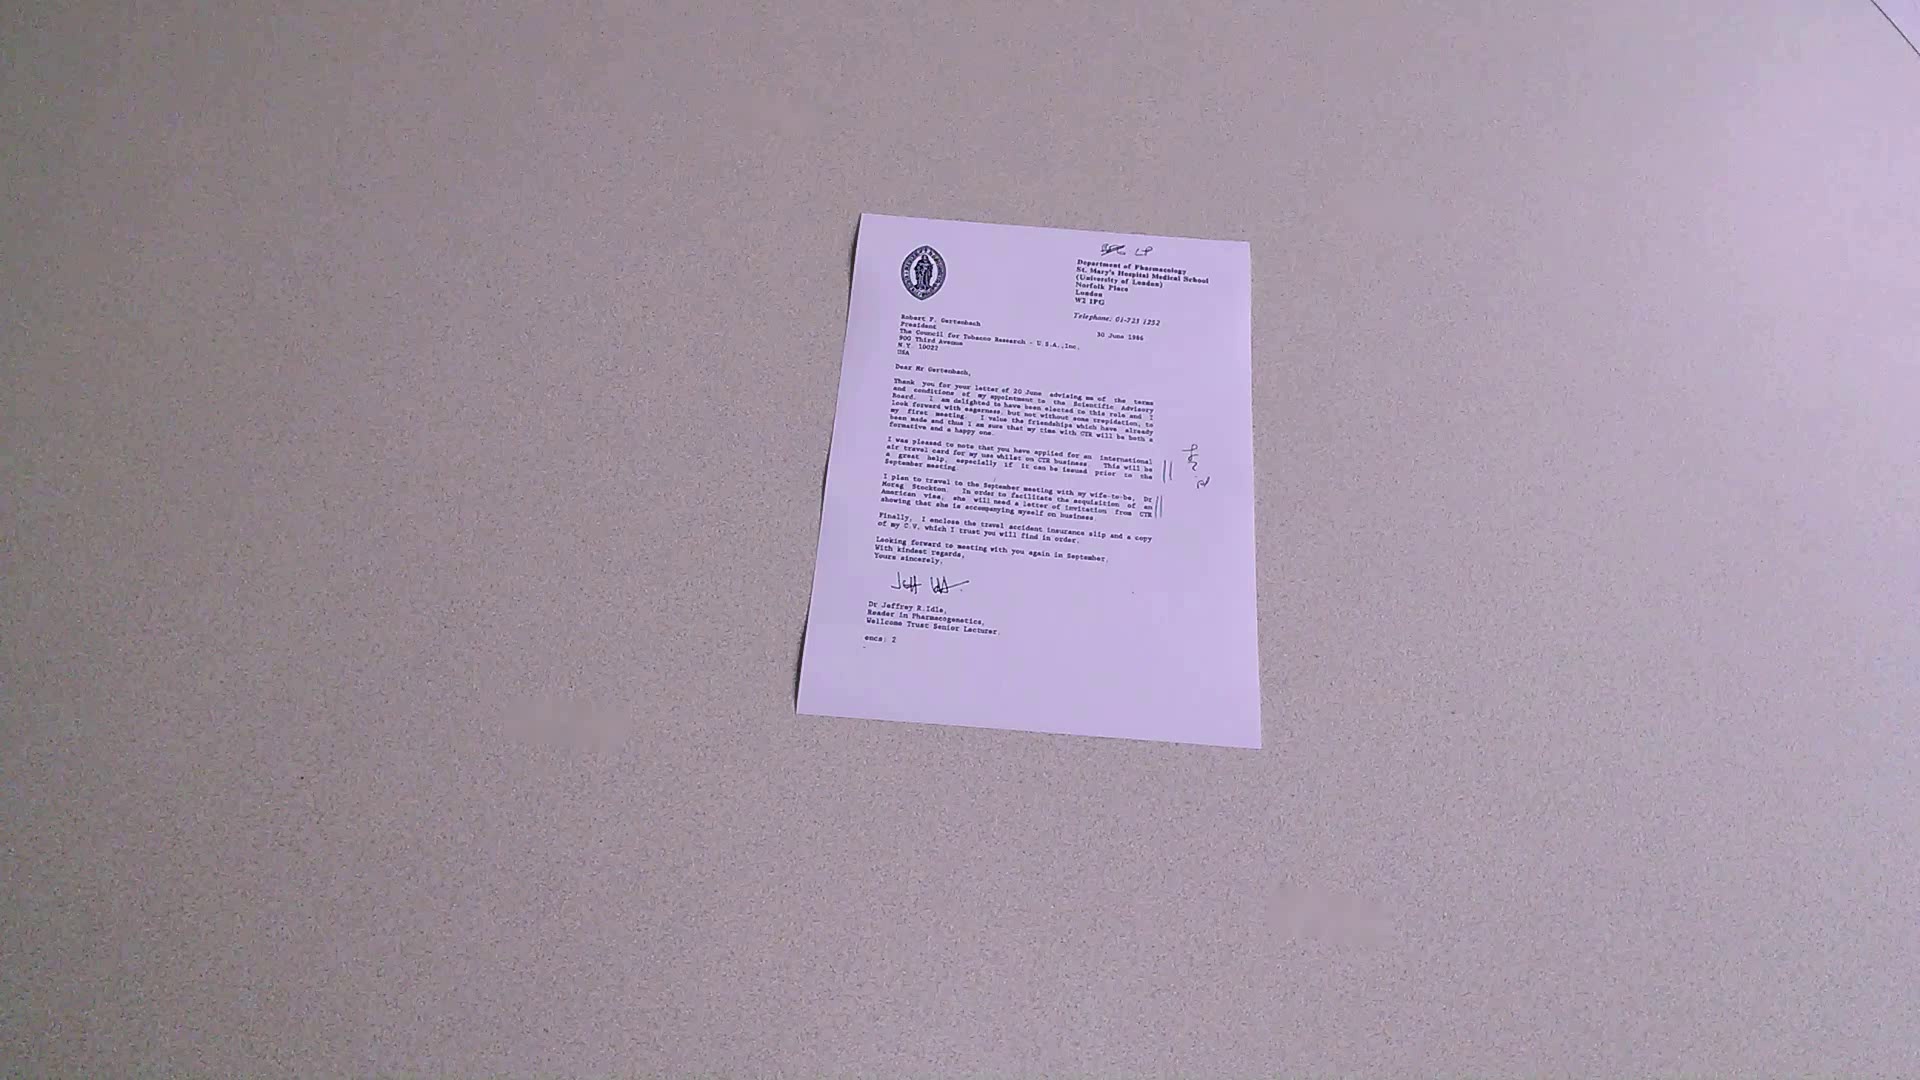 LP
Department of Pharmacology
St. Mary's Hospital Medical School
(University of London)
Norfolk Place
London
W2 1PG
Telephone: 01-723 1252
30 June 1986
Robert F. Gertenbach
President
The Council for Tobacco Research - U.S.A.,Inc.
900 Third Avenue
N.Y. 10022
USA
Dear Mr Gertenbach,
Thank you for your letter of 20 June advising me of the terms
and conditions of my appointment to the Scientific Advisory
Board. I am delighted to have been elected to this role and I
look forward with eagerness, but not without some trepidation, to
my first meeting. I value the friendships which have already
been made and thus I am sure that my time with CTR will be both a
formative and a happy one.
I was pleased to note that you have applied for an international
air travel card for my use whilst on CTR business. This will be
a great help, especially if it can be issued prior to the
September meeting.
I plan to travel to the September meeting with my wife-to-be, Dr
Morag Stockton. In order to facilitate the acquisition of an
American visa, she will need a letter of invitation from CTR
showing that she is accompanying myself on business.
Finally, I enclose the travel accident insurance slip and a copy
of my C.V. which I trust you will find in order.
Looking forward to meeting with you again in September.
With kindest regards,
Yours sincerely,
Dr Jeffrey R.Idle,
Reader in Pharmacogenetics,
Wellcome Trust Senior Lecturer.
encs: 2